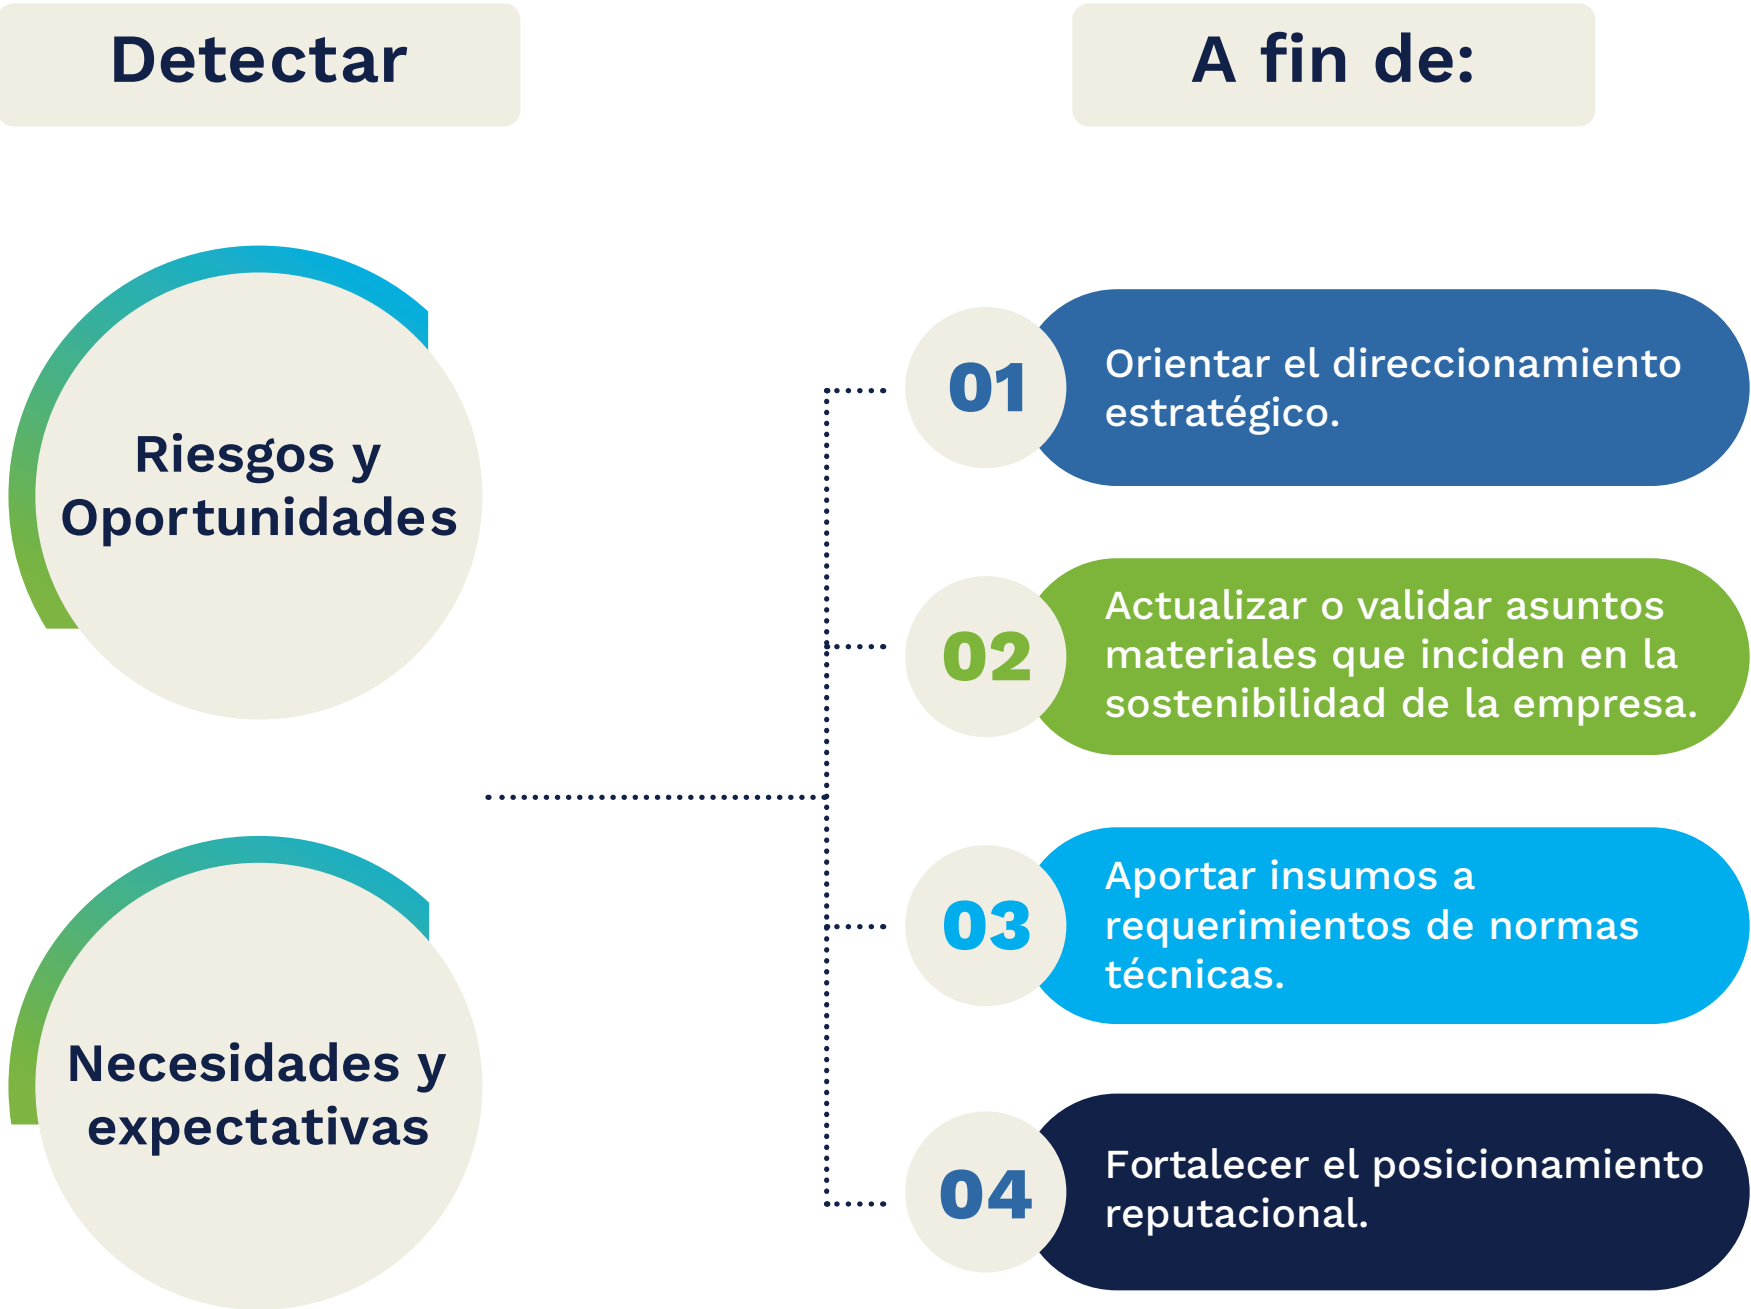 Detectar
A fin de:
Riesgos y
Oportunidades
Necesidades y
expectativas
01
Orientar el direccionamiento
estratégico.
02
Actualizar o validar asuntos
materiales que inciden en la
sostenibilidad de la empresa.
03
Aportar insumos a
requerimientos de normas
técnicas.
04
Fortalecer el posicionamiento
reputacional.